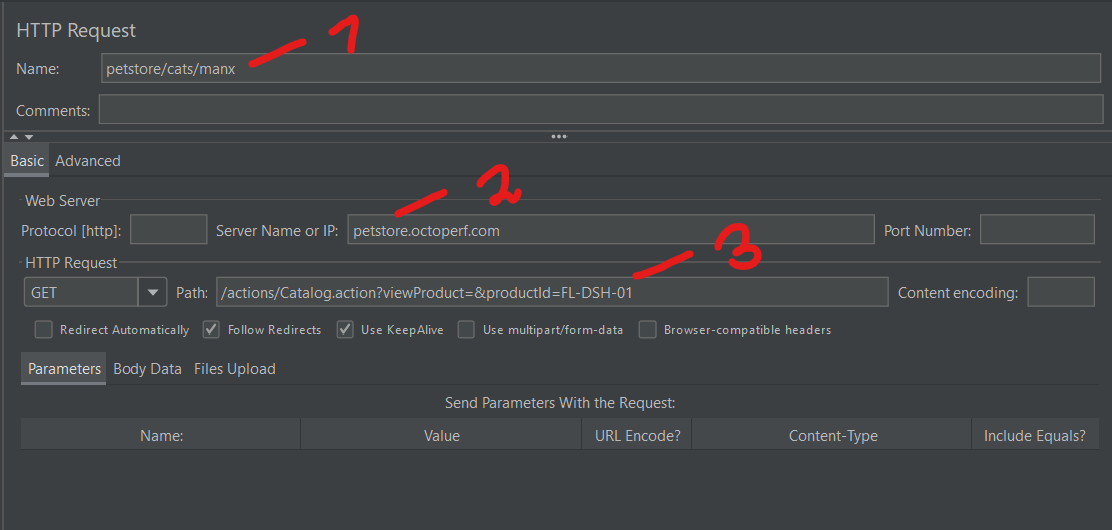 HTTP Request
1
Name: petstore/cats/manx
Comments:
Basic Advanced
2
Web Server
Protocol [http]: Server Name or IP: petstore.octoperf.com Port Number:
3
HTTP Request
GET Path: /actions/Catalog.action?viewProduct=&productId=FL-DSH-01 Content encoding:
Redirect Automatically Follow Redirects Use KeepAlive Use multipart/form-data Browser-compatible headers
Parameters Body Data Files Upload
Send Parameters With the Request:
Name: Value URL Encode? Content-Type Include Equals?